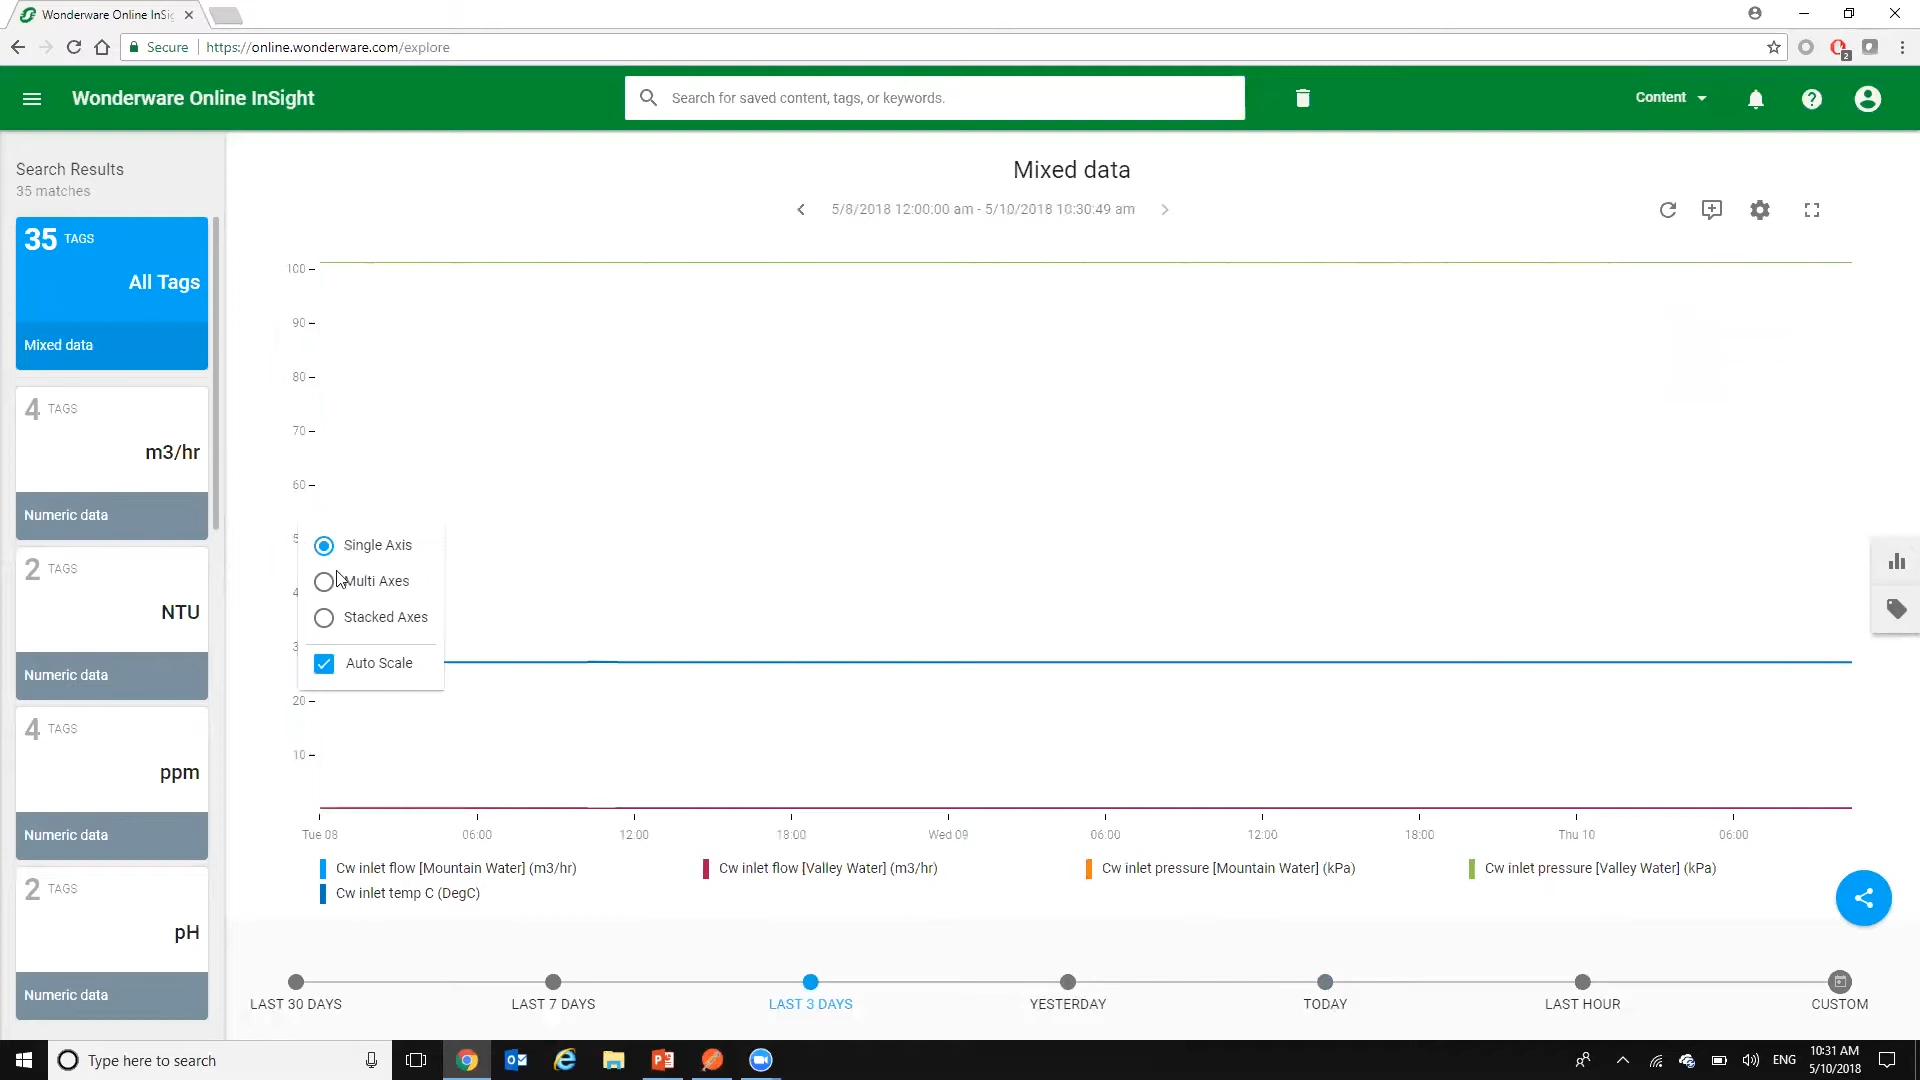 Wonderware Online InSig
Secure
https://online.wonderware.com/explore
2
Wonderware Online InSight
Search for saved content, tags, or keywords.
Content
Search Results
35 matches
35 TAGS
All Tags
Mixed data
4 TAGS
m3/hr
Numeric data
2 TAGS
NTU
Numeric data
4 TAGS
ppm
Numeric data
2 TAGS
pH
Numeric data
Mixed data
5/8/2018 12:00:00 am - 5/10/2018 10:30:49 am
100
90
80
70
60
5
4
3
20
10
Single Axis
Multi Axes
Stacked Axes
Auto Scale
Tue 08 06:00 12:00 18:00 Wed 09 06:00 12:00 18:00 Thu 10 06:00
Cw inlet flow [Mountain Water] (m3/hr) Cw inlet flow [Valley Water] (m3/hr) Cw inlet pressure [Mountain Water] (kPa) Cw inlet pressure [Valley Water] (kPa)
Cw inlet temp C (DegC)
LAST 30 DAYS LAST 7 DAYS LAST 3 DAYS YESTERDAY TODAY LAST HOUR CUSTOM
Type here to search
ENG
10:31 AM
5/10/2018